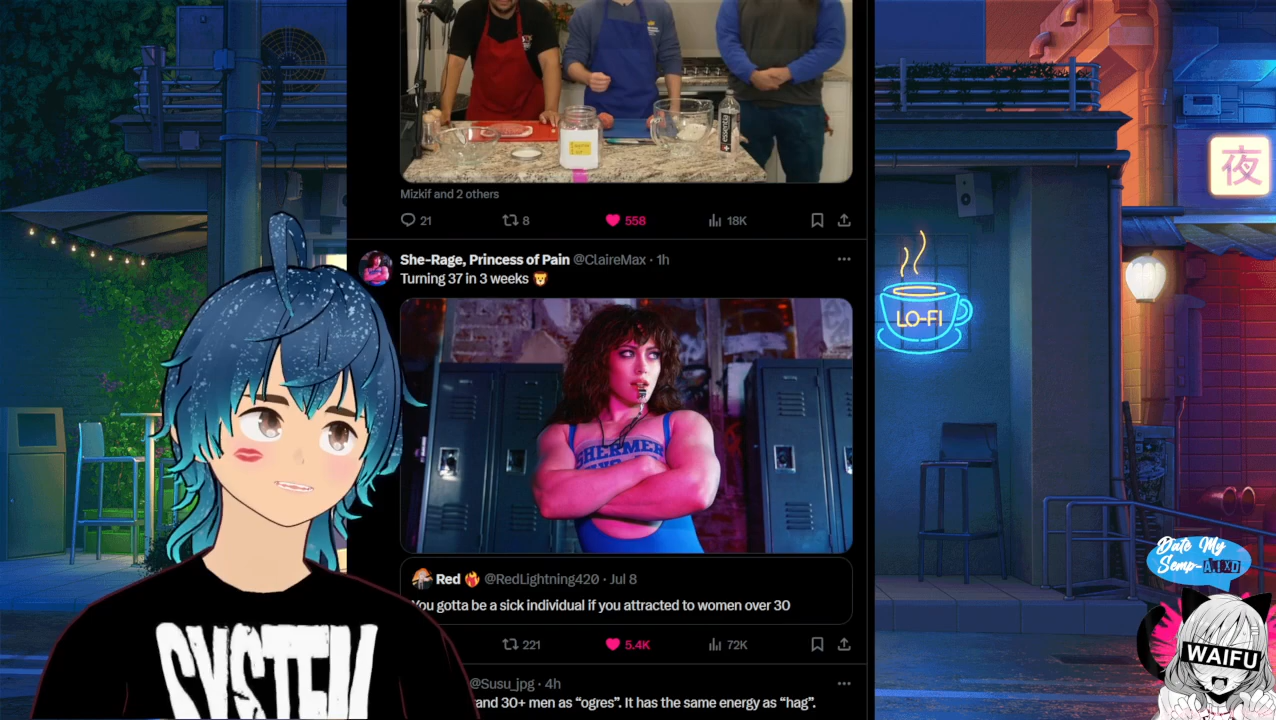 essentia
Mizkif and 2 others
21
8
558
18K
夜
She-Rage, Princess of Pain @ClaireMax · 1h
Turning 37 in 3 weeks 🦁
SHERMER
LO-FI
Red @RedLightning420 · Jul 8
You gotta be a sick individual if you attracted to women over 30
221
5.4K
72K
@Susu_jpg · 4h
and 30+ men as “ogres”. It has the same energy as “hag”.
SYSTEM
Date My
Semp-A.I.XD
WAIFU